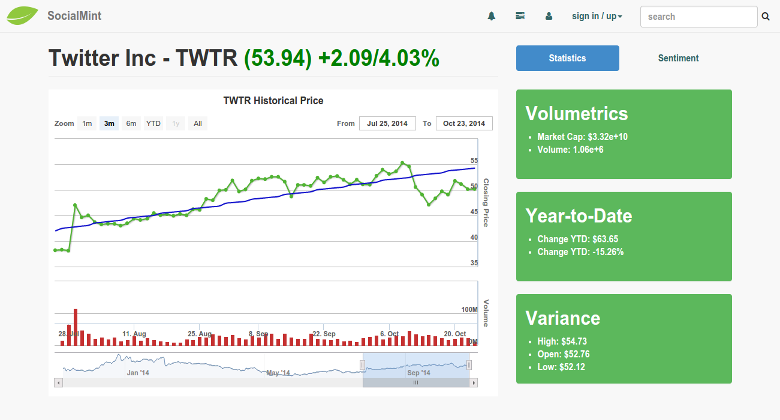 SocialMint
sign in / up
search
Twitter Inc - TWTR (53.94) +2.09/4.03%
Statistics
Sentiment
TWTR Historical Price
Zoom 1m 3m 6m YTD 1y All
From Jul 25, 2014 To Oct 23, 2014
55
50
45
40
35
Closing Price
100M
0M
Volume
28. Jul 11. Aug 25. Aug 8. Sep 22. Sep 6. Oct 20. Oct
Jan '14 May '14 Sep '14
Volumetrics
Market Cap: $3.32e+10
Volume: 1.06e+6
Year-to-Date
Change YTD: $63.65
Change YTD: -15.26%
Variance
High: $54.73
Open: $52.76
Low: $52.12